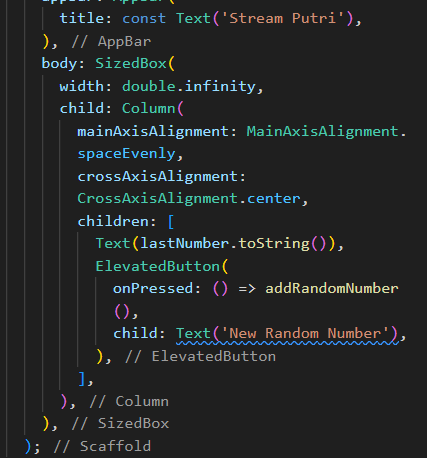 appBar: AppBar(
title: const Text('Stream Putri'),
), // AppBar
body: SizedBox(
width: double.infinity,
child: Column(
mainAxisAlignment: MainAxisAlignment.
spaceEvenly,
crossAxisAlignment:
CrossAxisAlignment.center,
children: [
Text(lastNumber.toString()),
ElevatedButton(
onPressed: () => addRandomNumber
(),
child: Text('New Random Number'),
), // ElevatedButton
],
), // Column
), // SizedBox
); // Scaffold